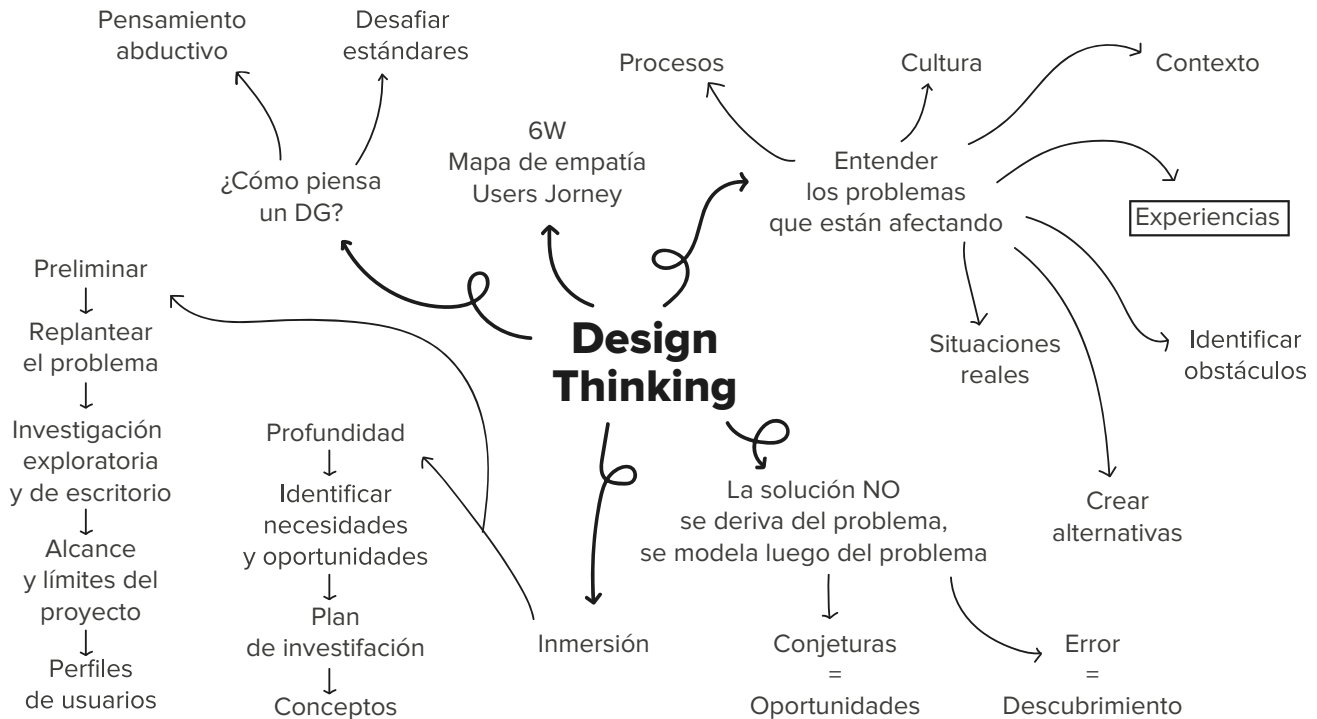 Pensamiento
abductivo
Desafiar
estándares
¿Cómo piensa
un DG?
6W
Mapa de empatía
Users Jorney
Procesos
Cultura
Contexto
Entender
los problemas
que están afectando
Experiencias
Situaciones
reales
Identificar
obstáculos
Crear
alternativas
Design
Thinking
Preliminar
Replantear
el problema
Investigación
exploratoria
y de escritorio
Alcance
y límites del
proyecto
Perfiles
de usuarios
Profundidad
Identificar
necesidades
y oportunidades
Plan
de investifación
Conceptos
Inmersión
La solución NO
se deriva del problema,
se modela luego del problema
Conjeturas
=
Oportunidades
Error
=
Descubrimiento